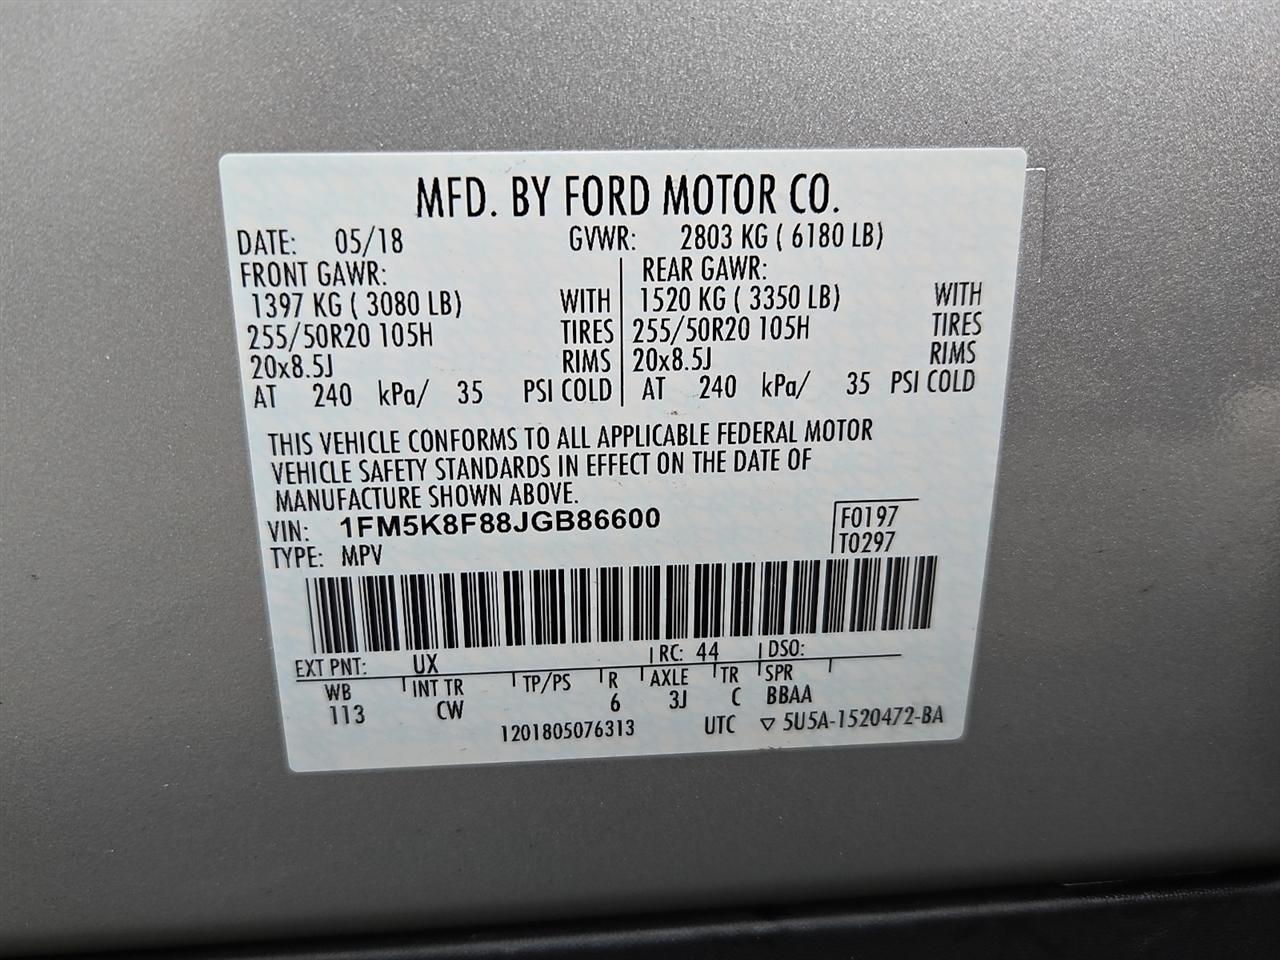 MFD. BY FORD MOTOR CO.
DATE: 05/18 GVWR: 2803 KG ( 6180 LB)
FRONT GAWR: REAR GAWR:
1397 KG ( 3080 LB) WITH 1520 KG ( 3350 LB) WITH
255/50R20 105H TIRES 255/50R20 105H TIRES
20x8.5J RIMS 20x8.5J RIMS
AT 240 kPa/ 35 PSI COLD AT 240 kPa/ 35 PSI COLD
THIS VEHICLE CONFORMS TO ALL APPLICABLE FEDERAL MOTOR
VEHICLE SAFETY STANDARDS IN EFFECT ON THE DATE OF
MANUFACTURE SHOWN ABOVE.
VIN: 1FM5K8F88JGB86600 F0197
TYPE: MPV T0297
EXT PNT: UX RC: 44 DSO:
WB INT TR TP/PS R AXLE TR SPR
113 CW 6 3J C BBAA
1201805076313 UTC ▽ 5U5A-1520472-BA